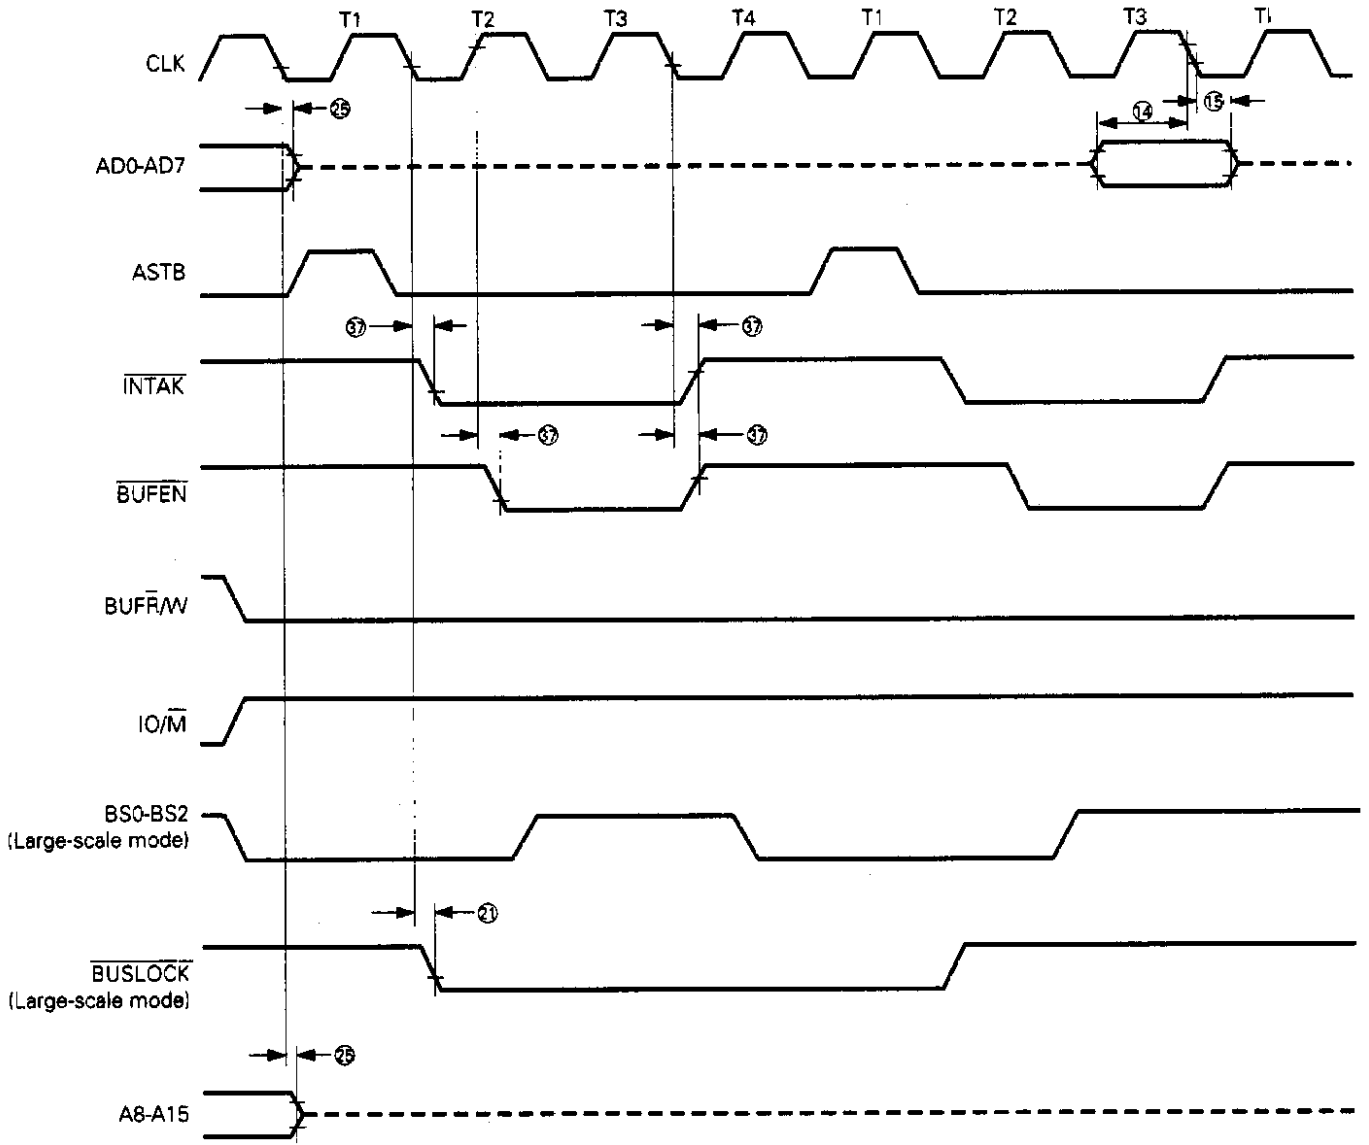 T1 T2 T3 T4 T1 T2 T3 TI
CLK
25
14 15
AD0-AD7
ASTB
37 37
INTAK
37 37
BUFEN
BUFR/W
IO/M
BS0-BS2
(Large-scale mode)
21
BUSLOCK
(Large-scale mode)
25
A8-A15